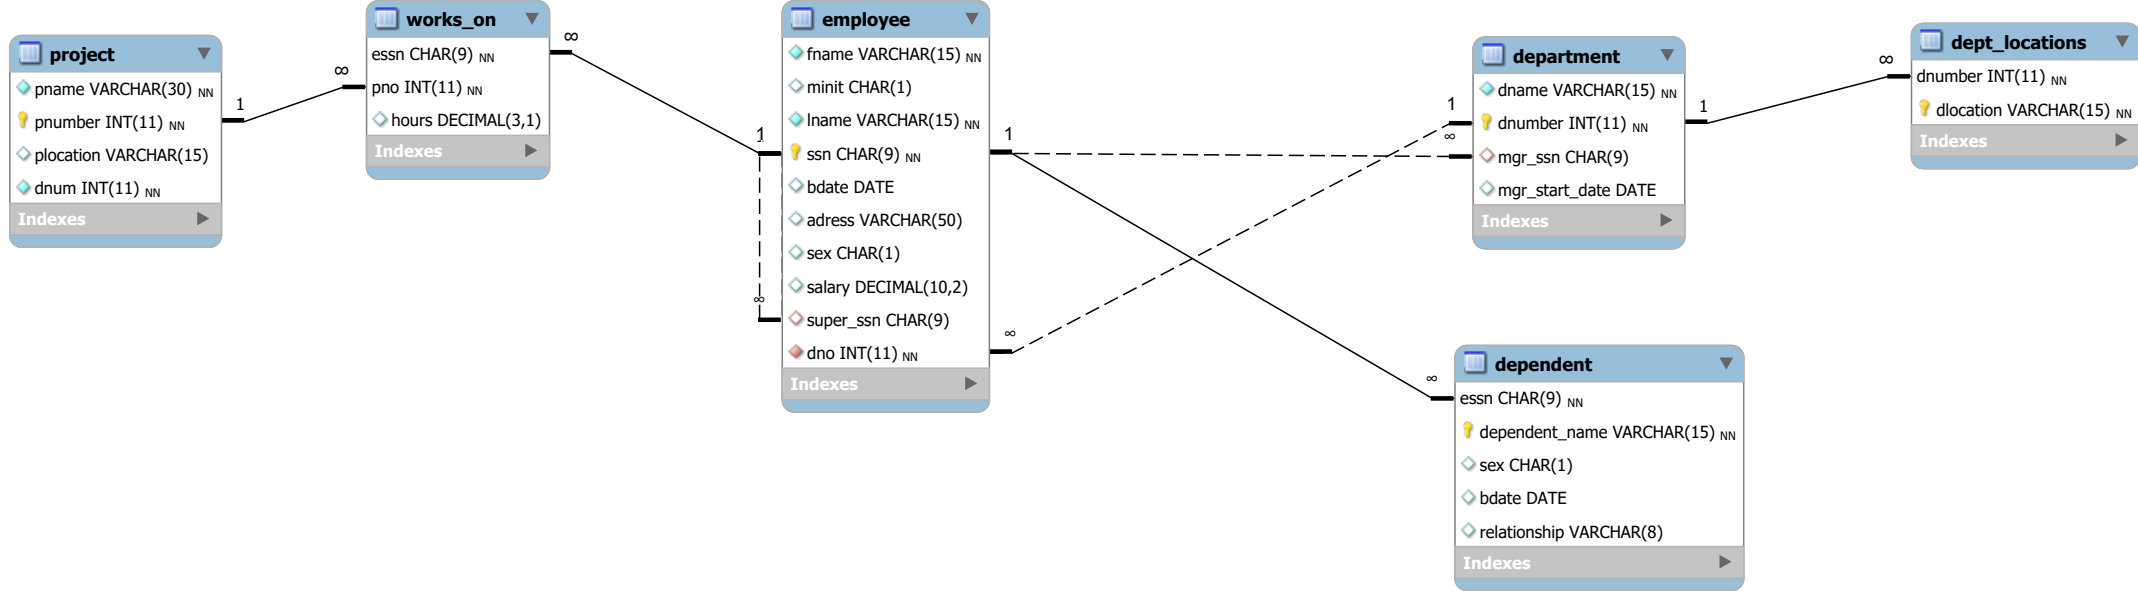 project
pname VARCHAR(30) NN
pnumber INT(11) NN
plocation VARCHAR(15)
dnum INT(11) NN
Indexes
1
∞
works_on
essn CHAR(9) NN
pno INT(11) NN
hours DECIMAL(3,1)
Indexes
∞
1
∞
employee
fname VARCHAR(15) NN
minit CHAR(1)
lname VARCHAR(15) NN
ssn CHAR(9) NN
bdate DATE
adress VARCHAR(50)
sex CHAR(1)
salary DECIMAL(10,2)
super_ssn CHAR(9)
dno INT(11) NN
Indexes
1
∞
1
∞
department
dname VARCHAR(15) NN
dnumber INT(11) NN
mgr_ssn CHAR(9)
mgr_start_date DATE
Indexes
1
∞
dept_locations
dnumber INT(11) NN
dlocation VARCHAR(15) NN
Indexes
∞
dependent
essn CHAR(9) NN
dependent_name VARCHAR(15) NN
sex CHAR(1)
bdate DATE
relationship VARCHAR(8)
Indexes